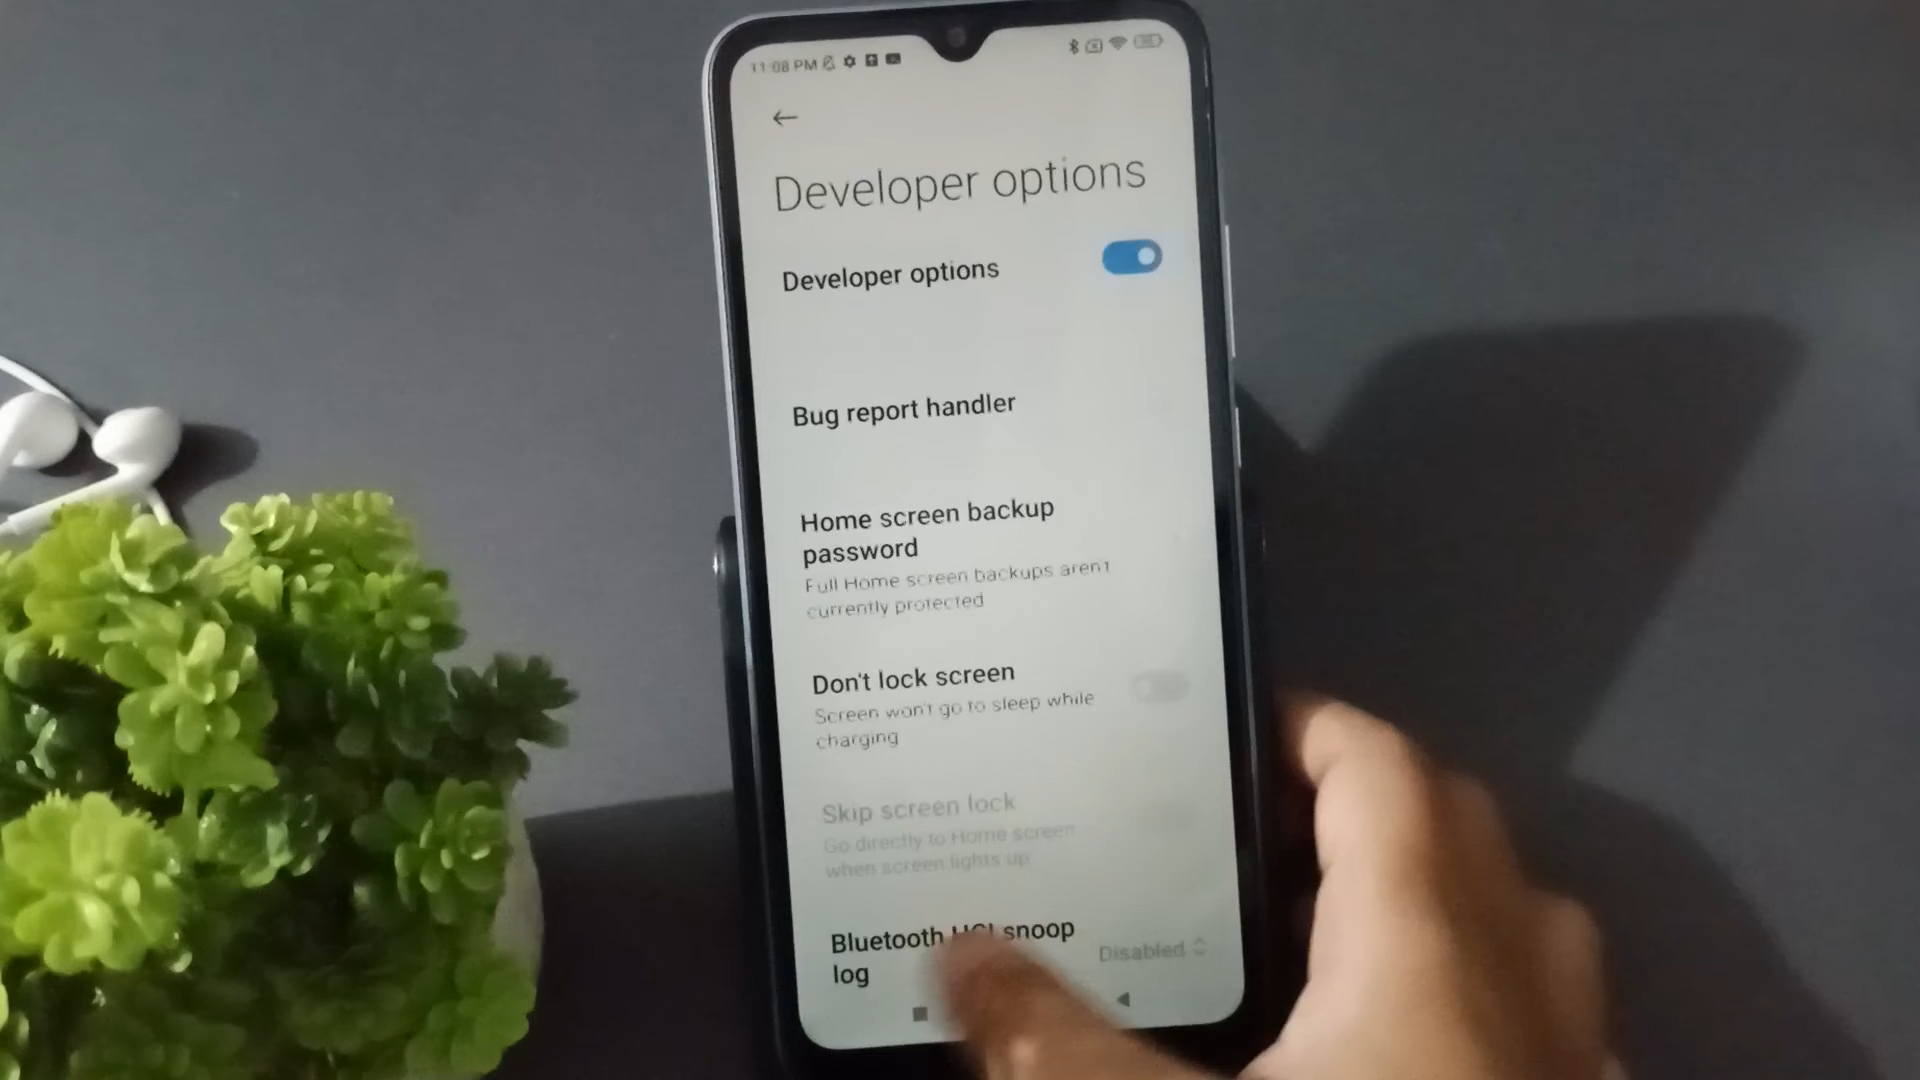 11:08 PM
Developer options
Developer options
Bug report handler
Home screen backup
password
Full Home screen backups aren't
currently protected
Don't lock screen
Screen won't go to sleep while
charging
Skip screen lock
Go directly to Home screen
when screen lights up
Bluetooth HCI snoop
log
Disabled